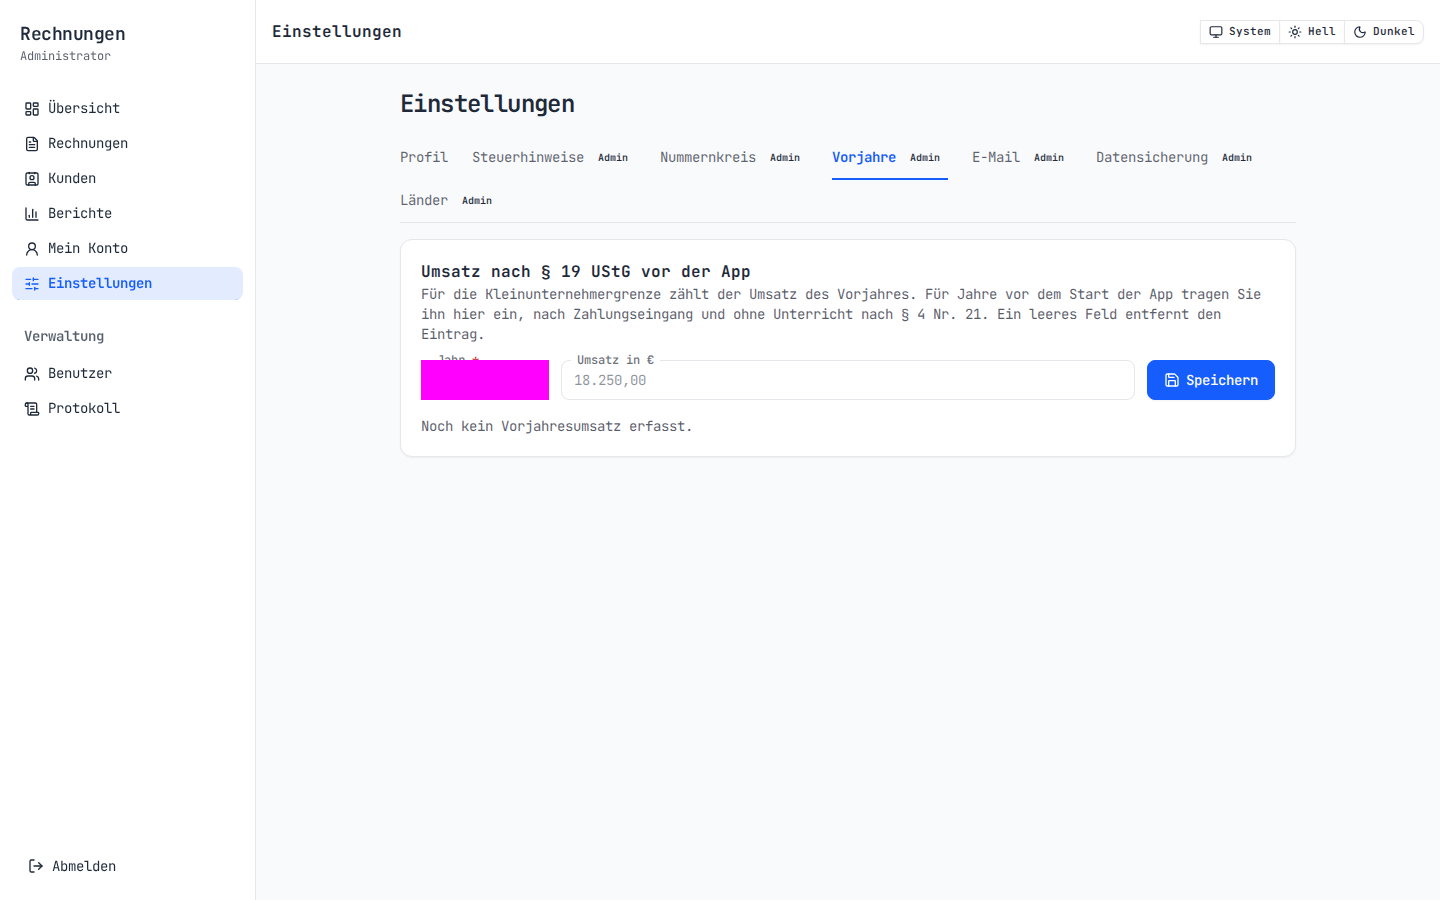 Rechnungen
Administrator
Übersicht
Rechnungen
Kunden
Berichte
Mein Konto
Einstellungen
Verwaltung
Benutzer
Protokoll
Abmelden
Einstellungen
System
Hell
Dunkel
Einstellungen
Profil
Steuerhinweise Admin
Nummernkreis Admin
Vorjahre Admin
E-Mail Admin
Datensicherung Admin
Länder Admin
Umsatz nach § 19 UStG vor der App
Für die Kleinunternehmergrenze zählt der Umsatz des Vorjahres. Für Jahre vor dem Start der App tragen Sie
ihn hier ein, nach Zahlungseingang und ohne Unterricht nach § 4 Nr. 21. Ein leeres Feld entfernt den
Eintrag.
Umsatz in €
18.250,00
Speichern
Noch kein Vorjahresumsatz erfasst.